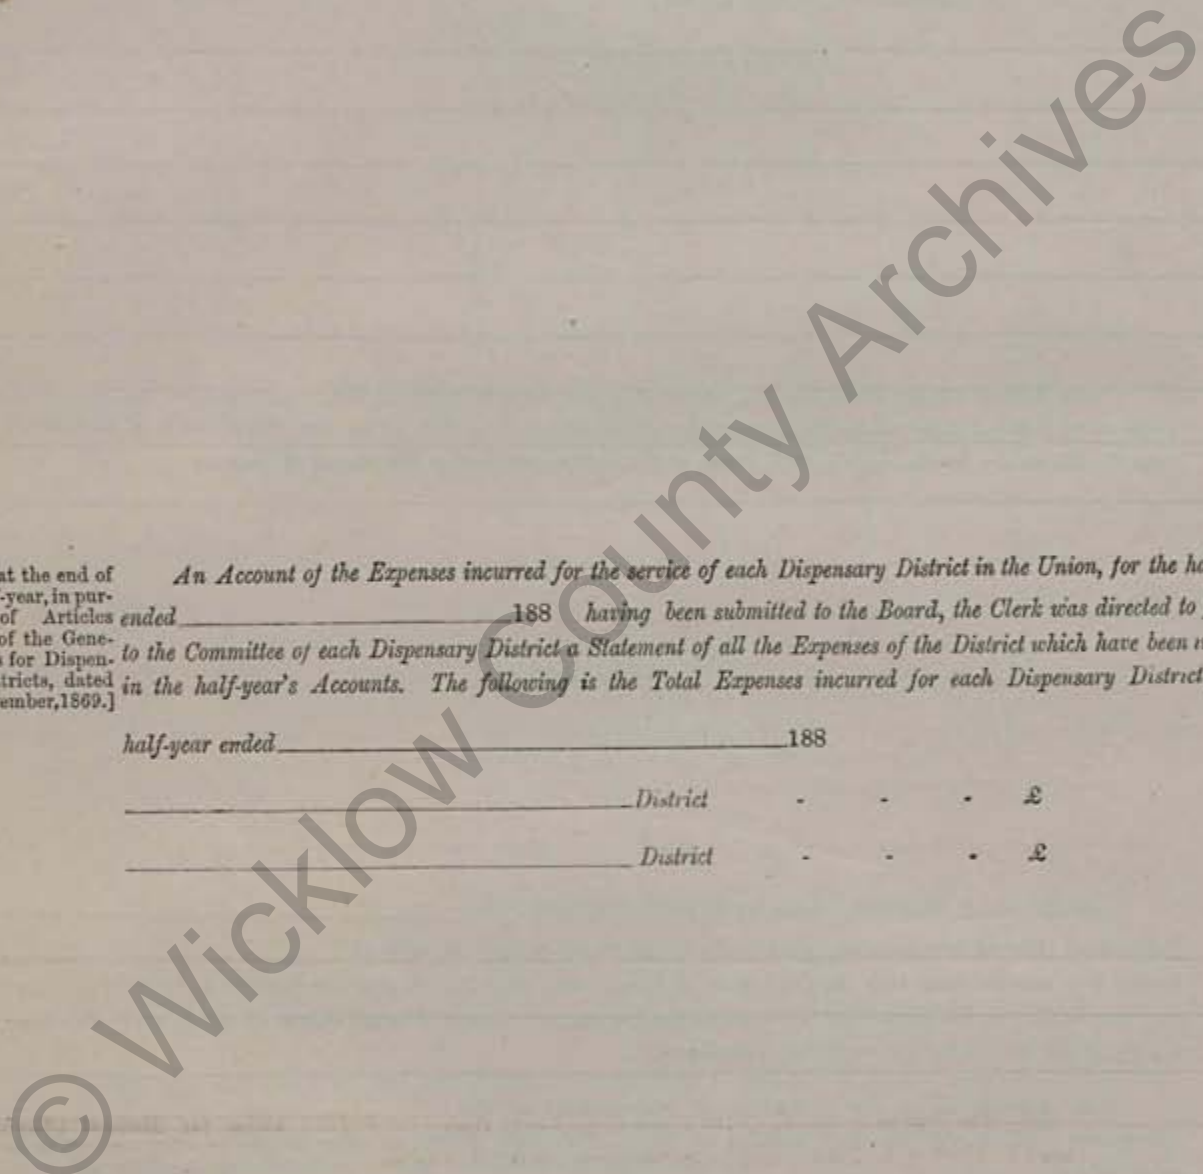 at the end of
-year, in pur-
of Articles
of the Gene-
s for Dispen-
tricts, dated
ember, 1869.]
An Account of the Expenses incurred for the service of each Dispensary District in the Union, for the ha
ended 188 having been submitted to the Board, the Clerk was directed to
to the Committee of each Dispensary District a Statement of all the Expenses of the District which have been
in the half-year's Accounts. The following is the Total Expenses incurred for each Dispensary District
half-year ended 188
District - - - £
District - - - £
© Wicklow County Archives